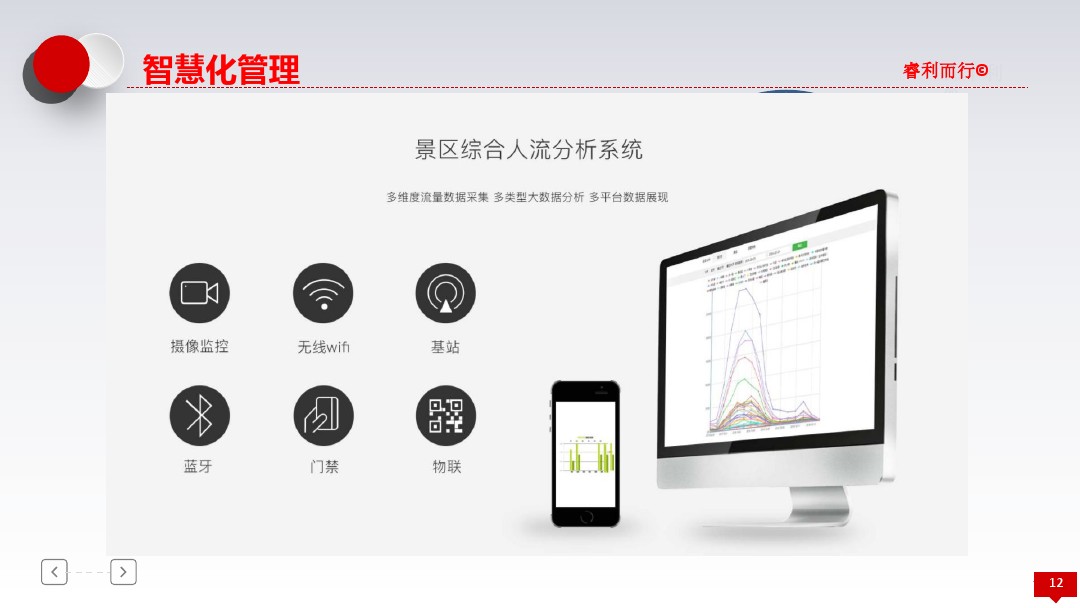 智慧化管理
睿利而行©
景区综合人流分析系统
多维度流量数据采集 多类型大数据分析 多平台数据展现
摄像监控
无线wifi
基站
蓝牙
门禁
物联
12